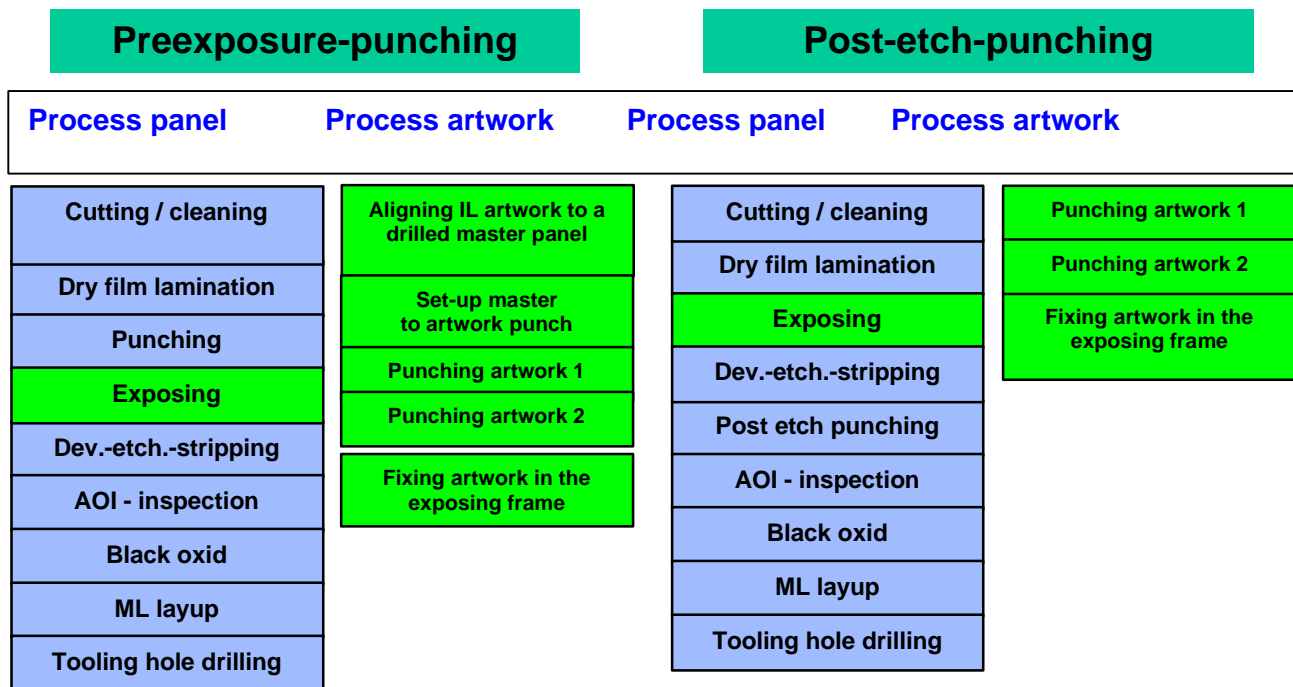 Preexposure-punching
Post-etch-punching
Process panel
Process artwork
Process panel
Process artwork
Cutting / cleaning
Dry film lamination
Punching
Exposing
Dev.-etch.-stripping
AOI - inspection
Black oxid
ML layup
Tooling hole drilling
Aligning IL artwork to a
drilled master panel
Set-up master
to artwork punch
Punching artwork 1
Punching artwork 2
Fixing artwork in the
exposing frame
Cutting / cleaning
Dry film lamination
Exposing
Dev.-etch.-stripping
Post etch punching
AOI - inspection
Black oxid
ML layup
Tooling hole drilling
Punching artwork 1
Punching artwork 2
Fixing artwork in the
exposing frame